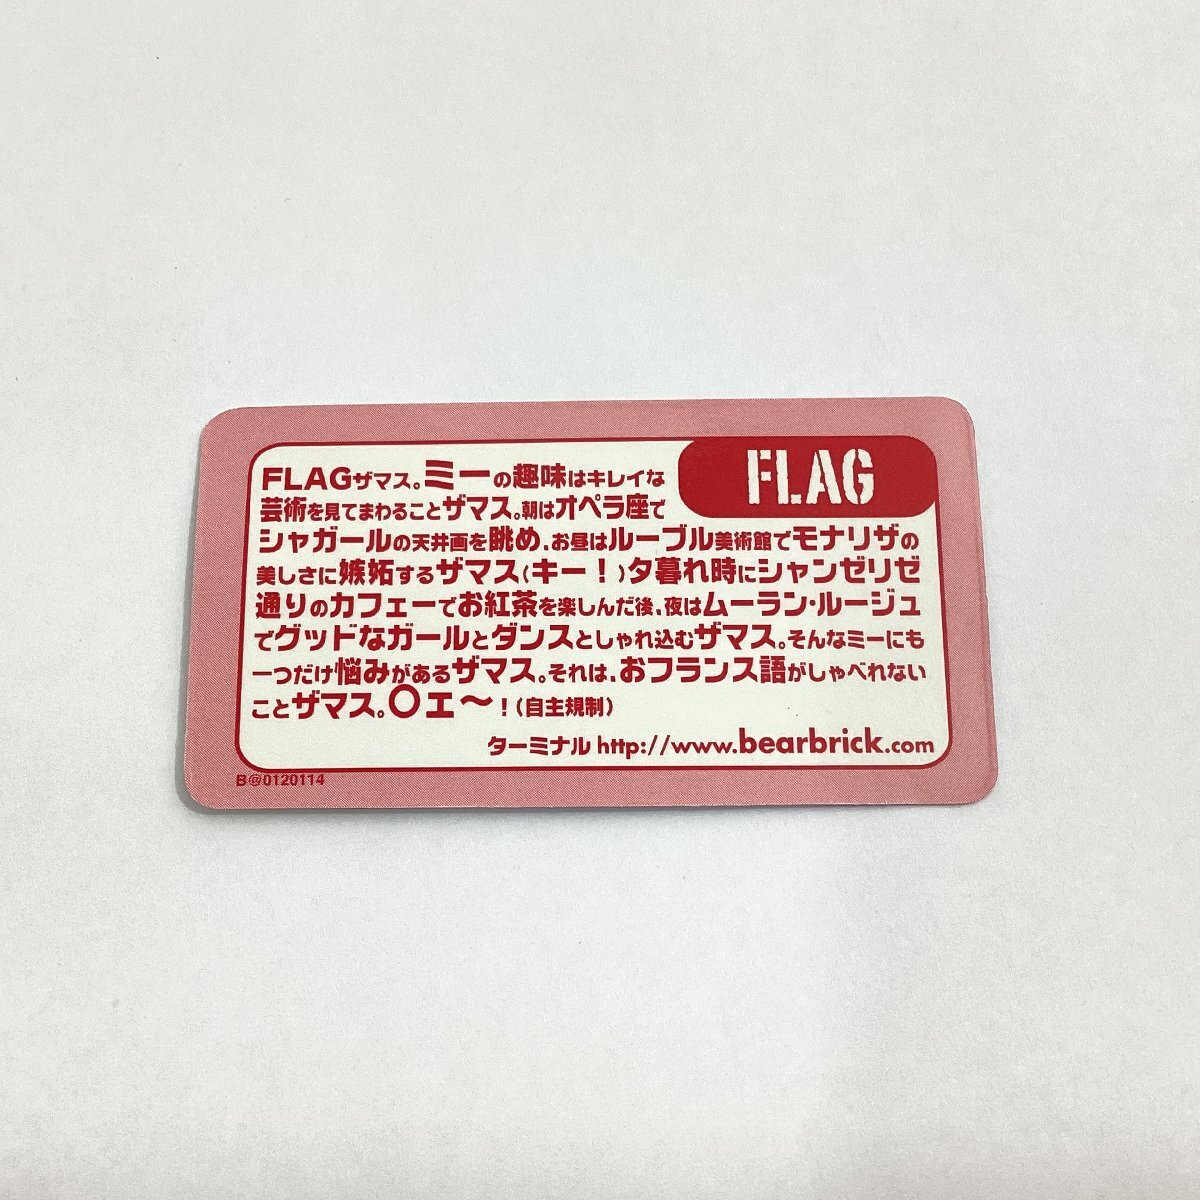 FLAG
FLAGザマス。ミーの趣味はキレイな
芸術を見てまわることザマス。朝はオペラ座で
シャガールの天井画を眺め、お昼はルーブル美術館でモナリザの
美しさに嫉妬するザマス(キー!)夕暮れ時にシャンゼリゼ
通りのカフェーでお紅茶を楽しんだ後、夜はムーラン・ルージュ
でグッドなガールとダンスとしゃれ込むザマス。そんなミーにも
一つだけ悩みがあるザマス。それは、おフランス語がしゃべれない
ことザマス。〇ェ〜!(自主規制)
ターミナル http://www.bearbrick.com
B@0120114